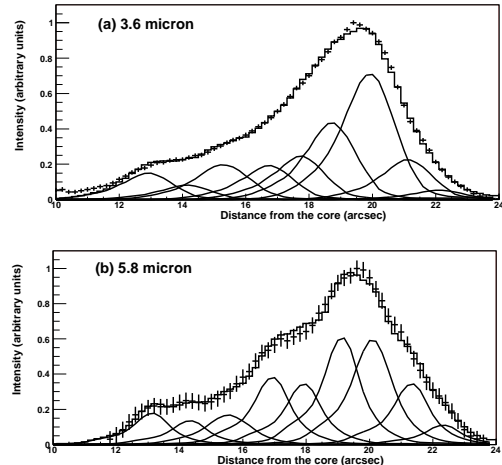 (a) 3.6 micron
Intensity (arbitrary units)
1
0.8
0.6
0.4
0.2
0
10 12 14 16 18 20 22 24
Distance from the core (arcsec)
(b) 5.8 micron
Intensity (arbitrary units)
1
0.8
0.6
0.4
0.2
0
10 12 14 16 18 20 22 24
Distance from the core (arcsec)